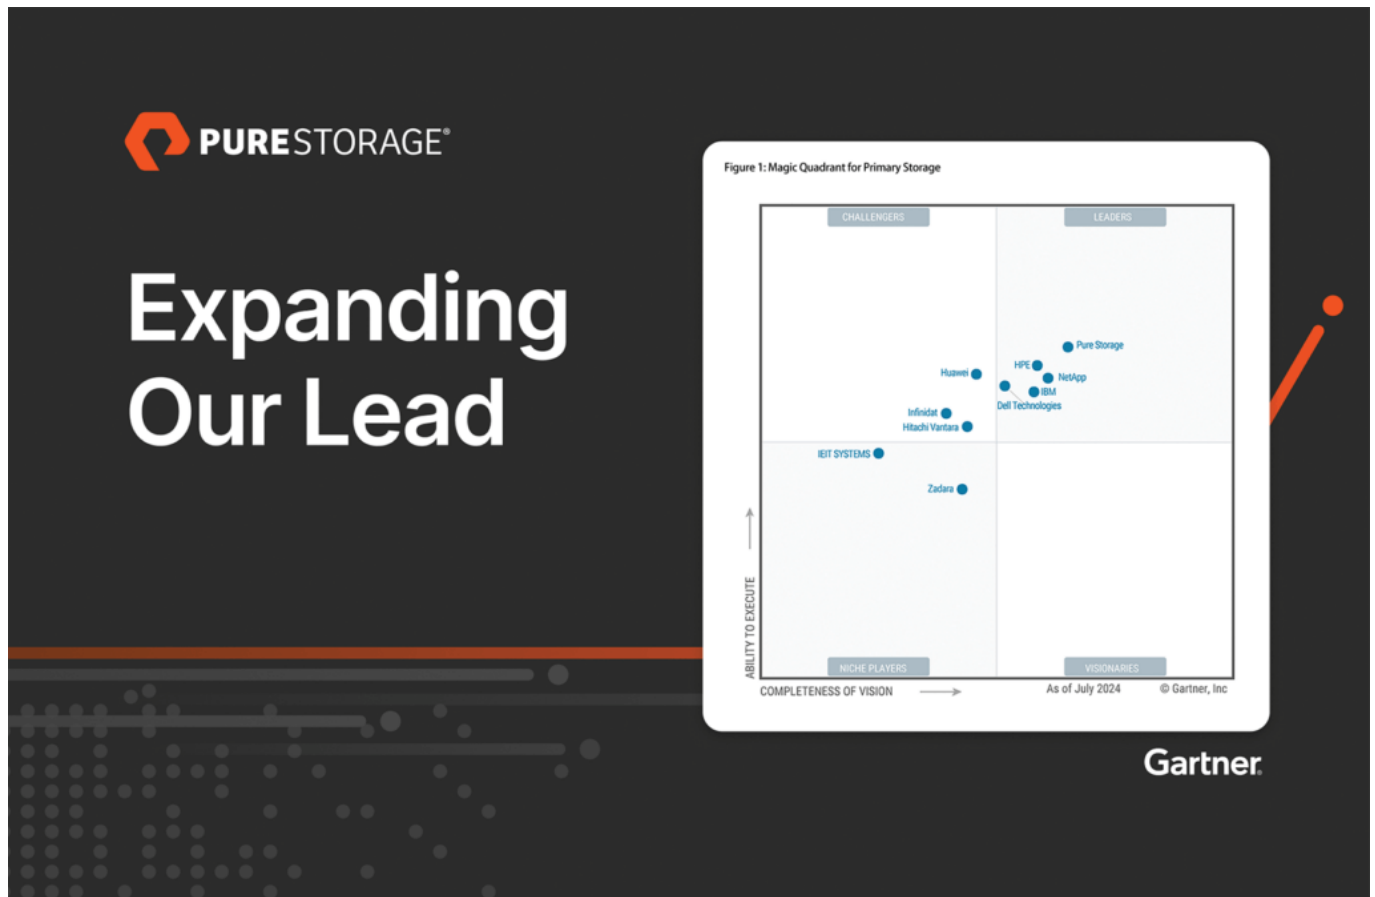 PURESTORAGE®
Expanding
Our Lead
Figure 1: Magic Quadrant for Primary Storage
CHALLENGERS
LEADERS
Pure Storage
HPE
Huawei
NetApp
IBM
Dell Technologies
Infinidat
Hitachi Vantara
IEIT SYSTEMS
Zadara
ABILITY TO EXECUTE
NICHE PLAYERS
VISIONARIES
COMPLETENESS OF VISION
As of July 2024
© Gartner, Inc
Gartner®